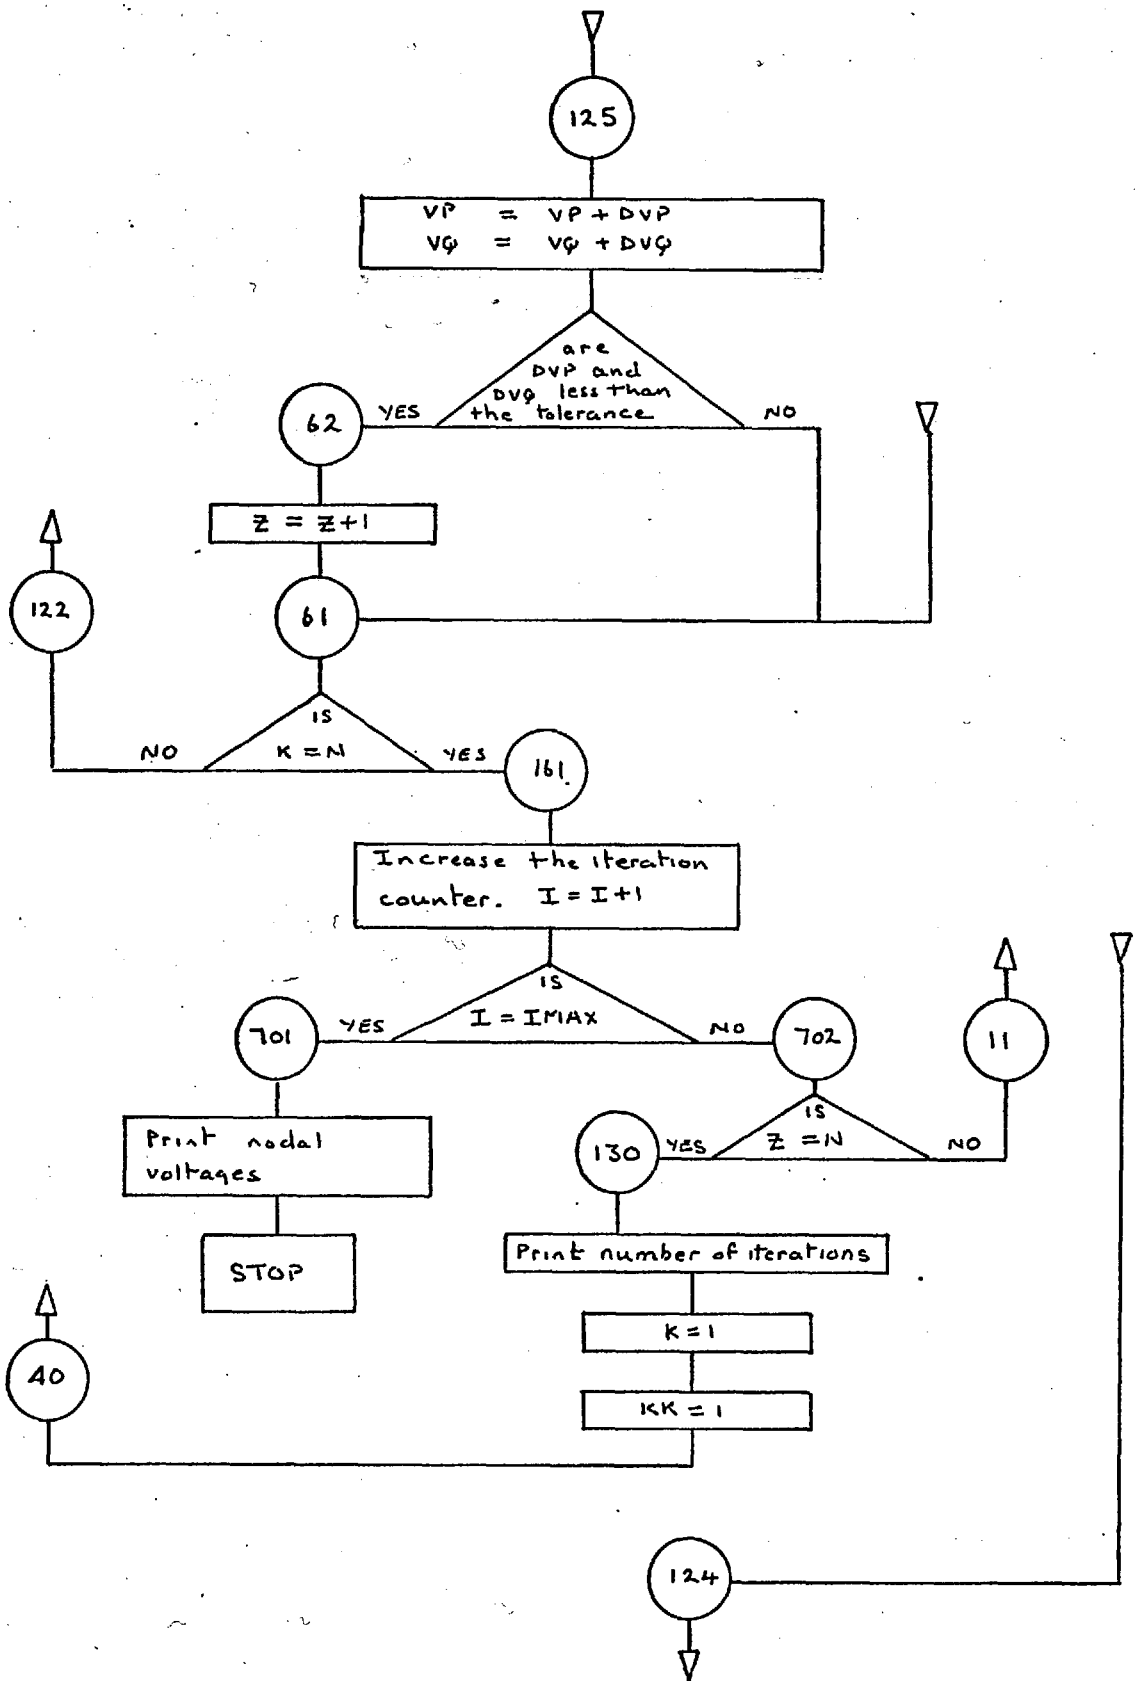 125
VP = VP + DVP
VQ = VQ + DVQ
are
DVP and
DVQ less than
the tolerance
YES
NO
62
Z = Z+1
122
61
IS
K = N
NO
YES
161
Increase the iteration
counter. I = I+1
IS
I = IMAX
YES
NO
701
702
11
Print nodal
voltages
IS
Z = N
YES
NO
130
STOP
Print number of iterations
K = 1
40
KK = 1
124